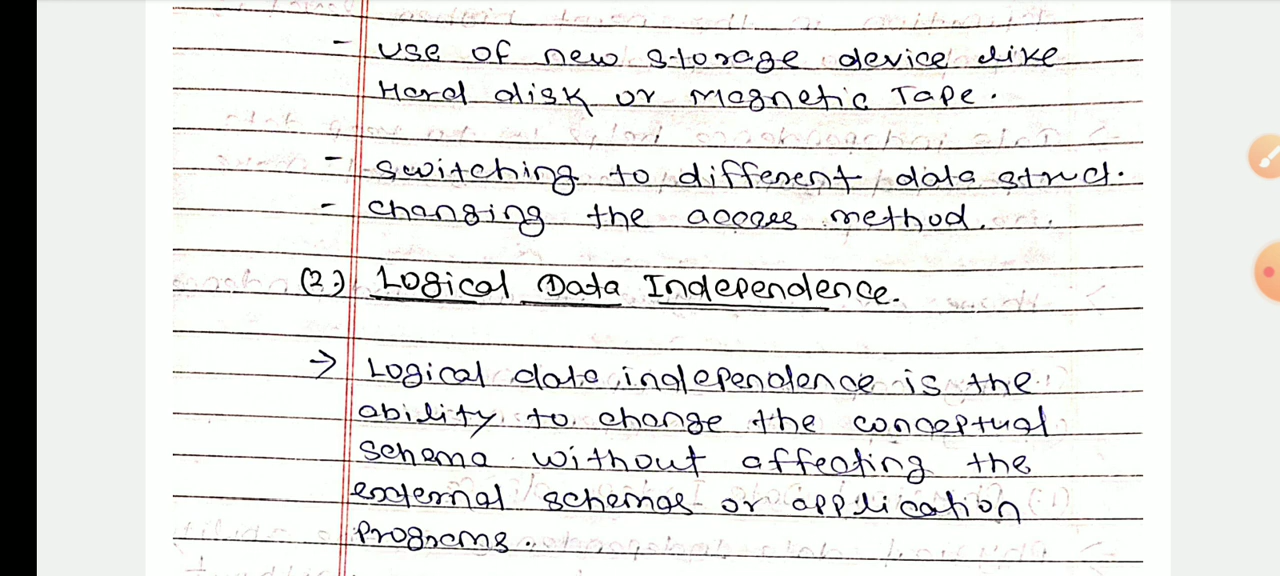 - use of new storage device like
Hard disk or Magnetic Tape.
- switching to different data struct.
- changing the access method.
(2.) Logical Data Independence.
→ Logical data independence is the
ability to change the conceptual
schema without affecting the
external schemas or application
programs.